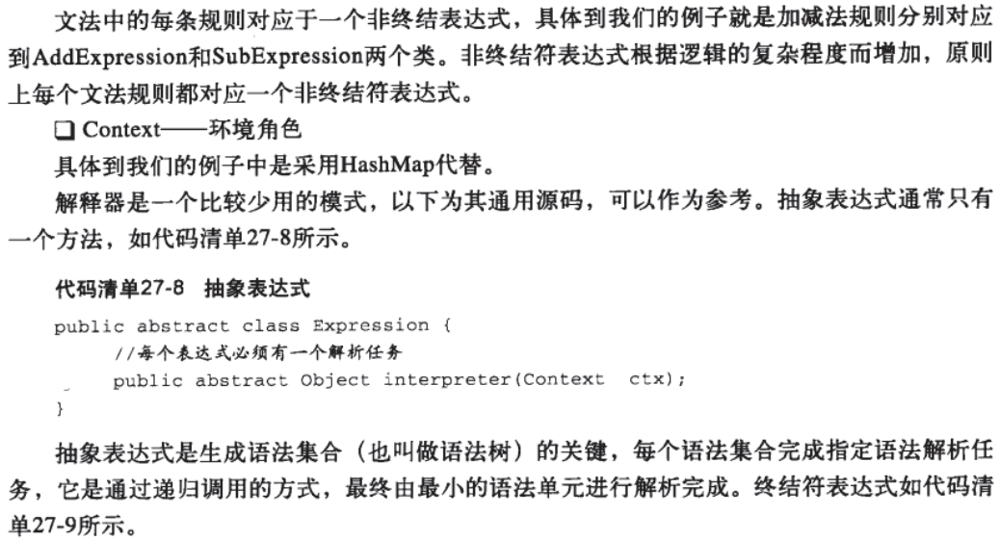 文法中的每条规则对应于一个非终结表达式，具体到我们的例子就是加减法规则分别对应
到AddExpression和SubExpression两个类。非终结符表达式根据逻辑的复杂程度而增加，原则
上每个文法规则都对应一个非终结符表达式。
❑ Context——环境角色
具体到我们的例子中是采用HashMap代替。
解释器是一个比较少用的模式，以下为其通用源码，可以作为参考。抽象表达式通常只有
一个方法，如代码清单27-8所示。
代码清单27-8 抽象表达式
public abstract class Expression {
//每个表达式必须有一个解析任务
public abstract Object interpreter(Context ctx);
}
抽象表达式是生成语法集合（也叫做语法树）的关键，每个语法集合完成指定语法解析任
务，它是通过递归调用的方式，最终由最小的语法单元进行解析完成。终结符表达式如代码清
单27-9所示。